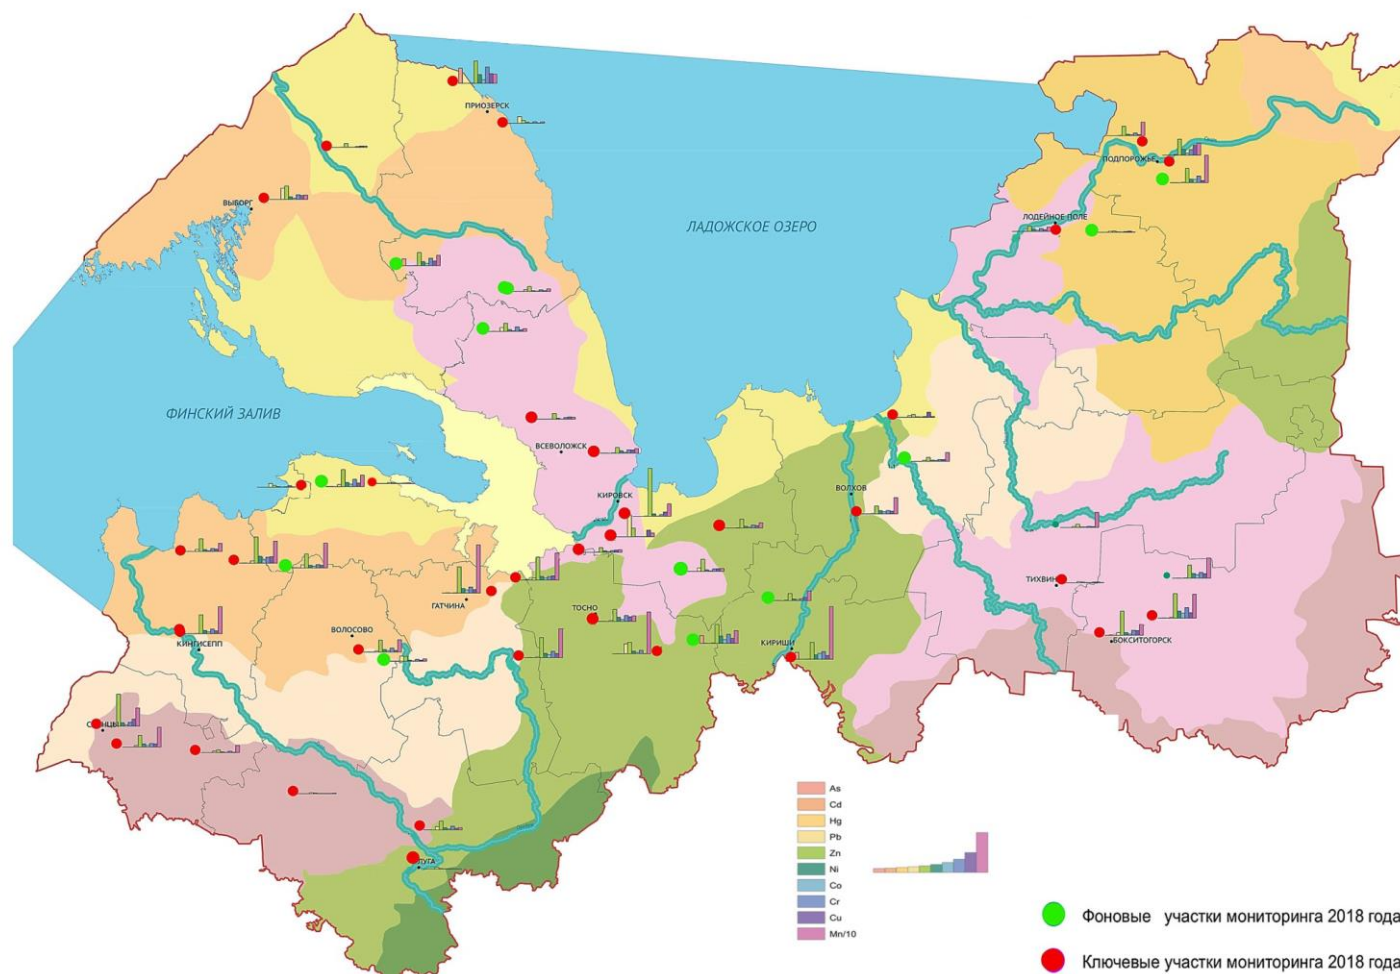 ПРИОЗЕРСК
ПОДПОРОЖЬЕ
ВЫБОРГ
ЛОДЕЙНОЕ ПОЛЕ
ЛАДОЖСКОЕ ОЗЕРО
ФИНСКИЙ ЗАЛИВ
ВСЕВОЛОЖСК
ВОЛХОВ
КИРОВСК
ТИХВИН
ГАТЧИНА
ТОСНО
ВОЛОСОВО
КИНГИСЕПП
КИРИШИ
БОКСИТОГОРСК
ЛУГА
As
Cd
Hg
Pb
Zn
Ni
Co
Cr
Cu
Mn/10
Фоновые участки мониторинга 2018 года
Ключевые участки мониторинга 2018 года